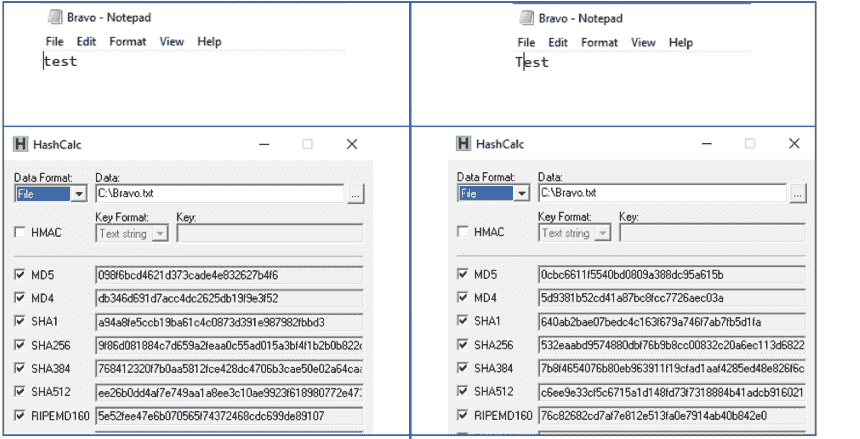 Bravo - Notepad
File Edit Format View Help
test
Bravo - Notepad
File Edit Format View Help
Test
H HashCalc
Data Format: Data:
File C:\Bravo.txt ...
Key Format: Key:
HMAC Text string
MD5 098f6bcd4621d373cade4e832627b4f6
MD4 db346d691d7acc4dc2625db19f9e3f52
SHA1 a94a8fe5ccb19ba61c4c0873d391e987982fbbd3
SHA256 9f86d081884c7d659a2feaa0c55ad015a3bf4f1b2b0b822c
SHA384 768412320f7b0aa5812fce428dc4706b3cae50e02a64caa
SHA512 ee26b0dd4af7e749aa1a8ee3c10ae9923f618980772e473
RIPEMD160 5e52fee47e6b070565f74372468cdc699de89107
H HashCalc
Data Format: Data:
File C:\Bravo.txt ...
Key Format: Key:
HMAC Text string
MD5 0cbc6611f5540bd0809a388dc95a615b
MD4 5d9381b52cd41a87bc8fcc7726aec03a
SHA1 640ab2bae07bedc4c163f679a746f7ab7fb5d1fa
SHA256 532eaabd9574880dbf76b9b8cc00832c20a6ec113d6822
SHA384 7b8f4654076b80eb963911f19cfad1aaf4285ed48e826f6c
SHA512 c6ee9e33cf5c6715a1d148fd73f7318884b41adcb916021
RIPEMD160 76c82682cd7af7e812e513fa0e7914ab40b842e0